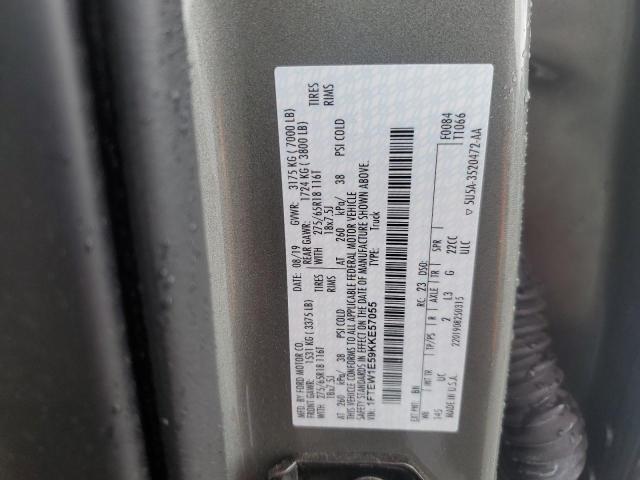 MFD. BY FORD MOTOR CO.
08/19 GVWR: 3175 KG ( 7000 LB)
FRONT GAWR: 1531 KG ( 3375 LB) REAR GAWR: 1724 KG ( 3800 LB)
WITH 275/65R18 116T TIRES WITH 275/65R18 116T TIRES
18x7.5J RIMS 18x7.5J RIMS
AT 260 kPa/ 38 PSI COLD AT 260 kPa/ 38 PSI COLD
THIS VEHICLE CONFORMS TO ALL APPLICABLE FEDERAL MOTOR VEHICLE
SAFETY STANDARDS IN EFFECT ON THE DATE OF MANUFACTURE SHOWN ABOVE.
VIN: 1FTEW1E59KKE57055 TYPE: Truck
F0084
T1066
EXT PNT: RC: 23 DSO:
WB INT TR TP/PS R AXLE TR SPR
145 UC 2 L3 G 22CC
ULC
MADE IN U.S.A. 220190825031S
5U5A-3520472-AA